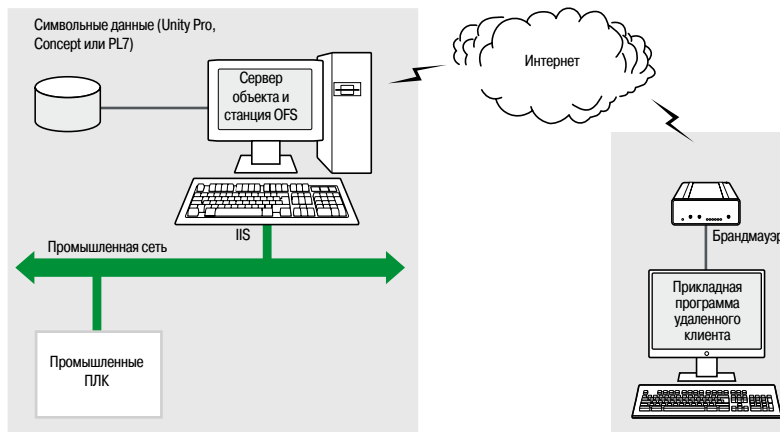 Символьные данные (Unity Pro,
Concept или PL7)
Сервер
объекта и
станция OFS
Интернет
IIS
Промышленная сеть
Промышленные
ПЛК
Брандмауэр
Прикладная
программа
удаленного
клиента